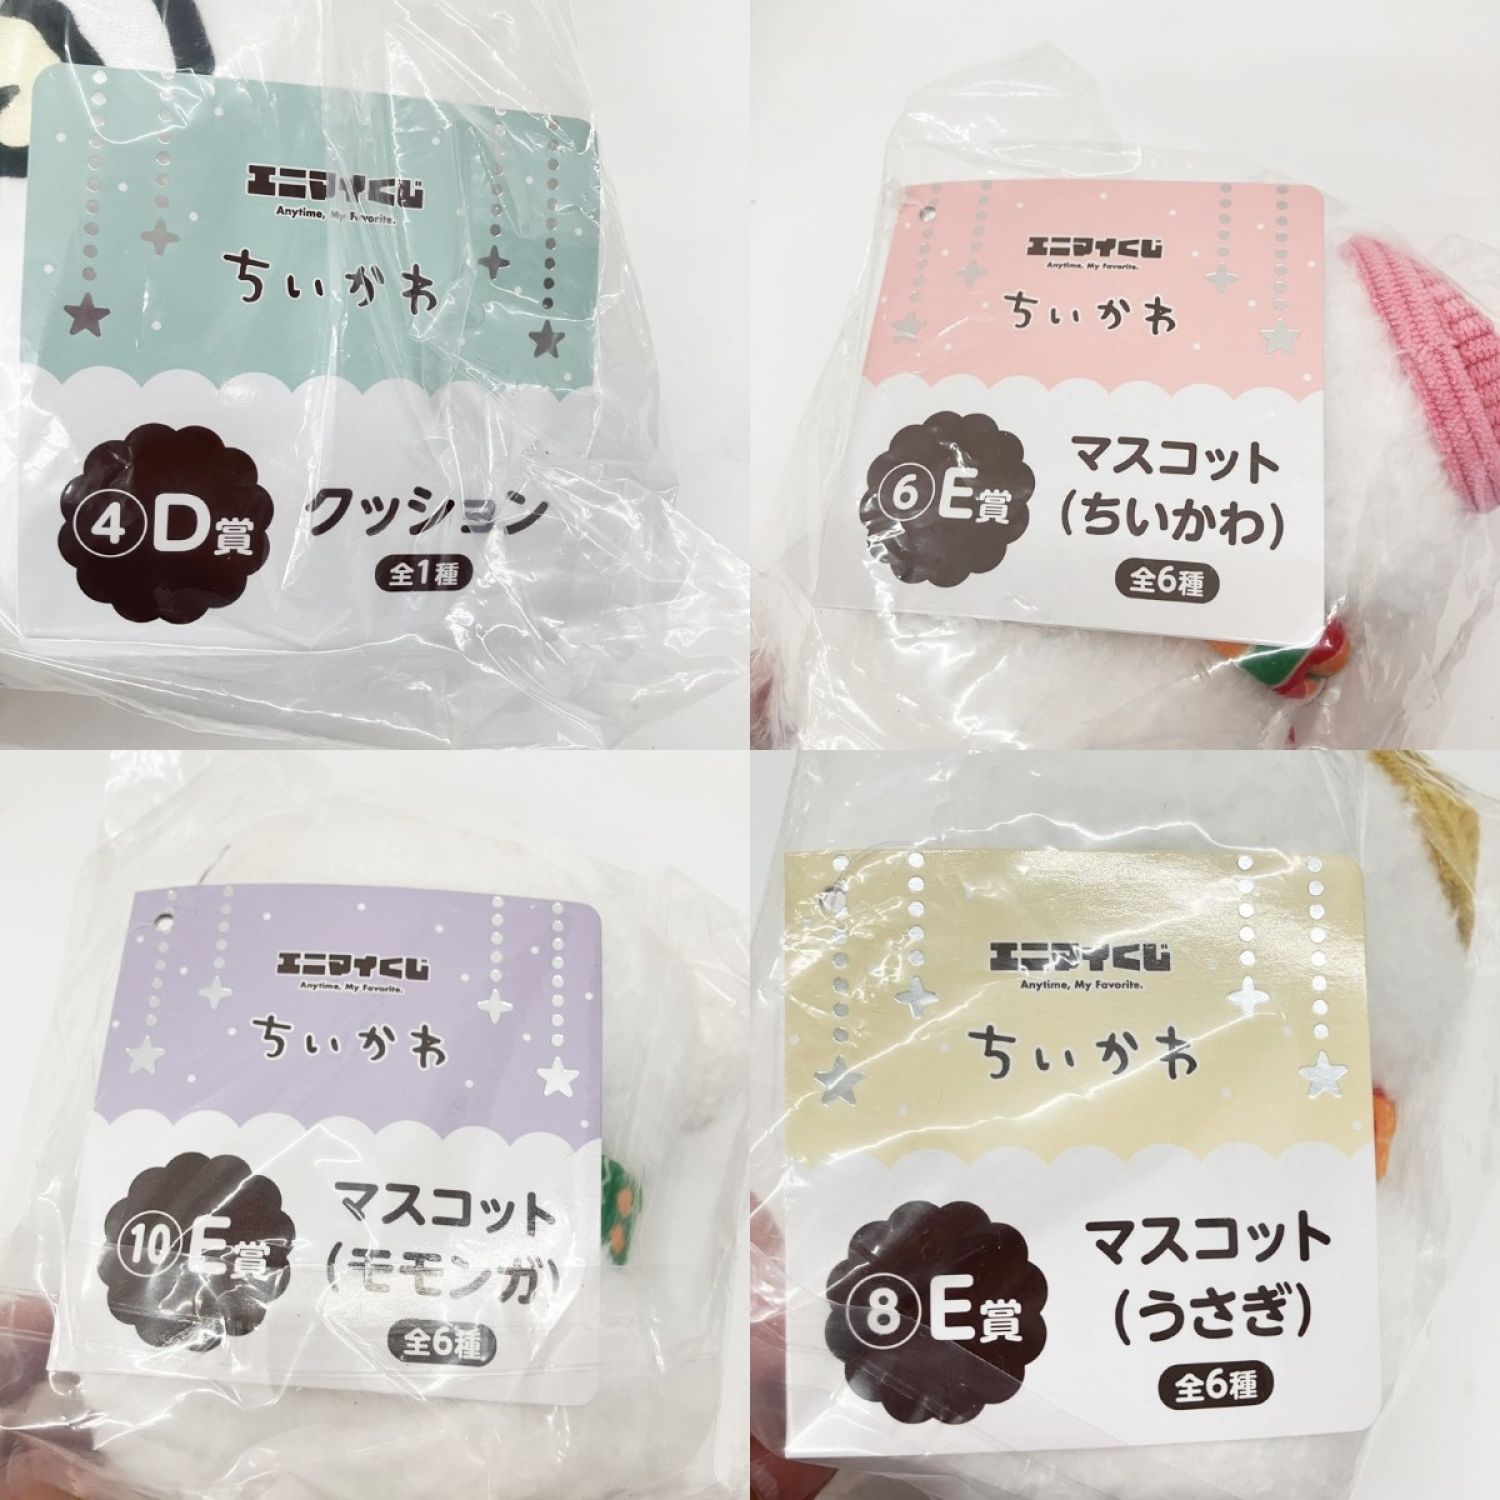 エニマイくじ
Anytime, My Favorite.
ちいかわ
④D賞
クッション
全1種
エニマイくじ
Anytime, My Favorite.
ちいかわ
⑥E賞
マスコット
(ちいかわ)
全6種
エニマイくじ
Anytime, My Favorite.
ちいかわ
⑩E賞
マスコット
(モモンガ)
全6種
エニマイくじ
Anytime, My Favorite.
ちいかわ
⑧E賞
マスコット
(うさぎ)
全6種